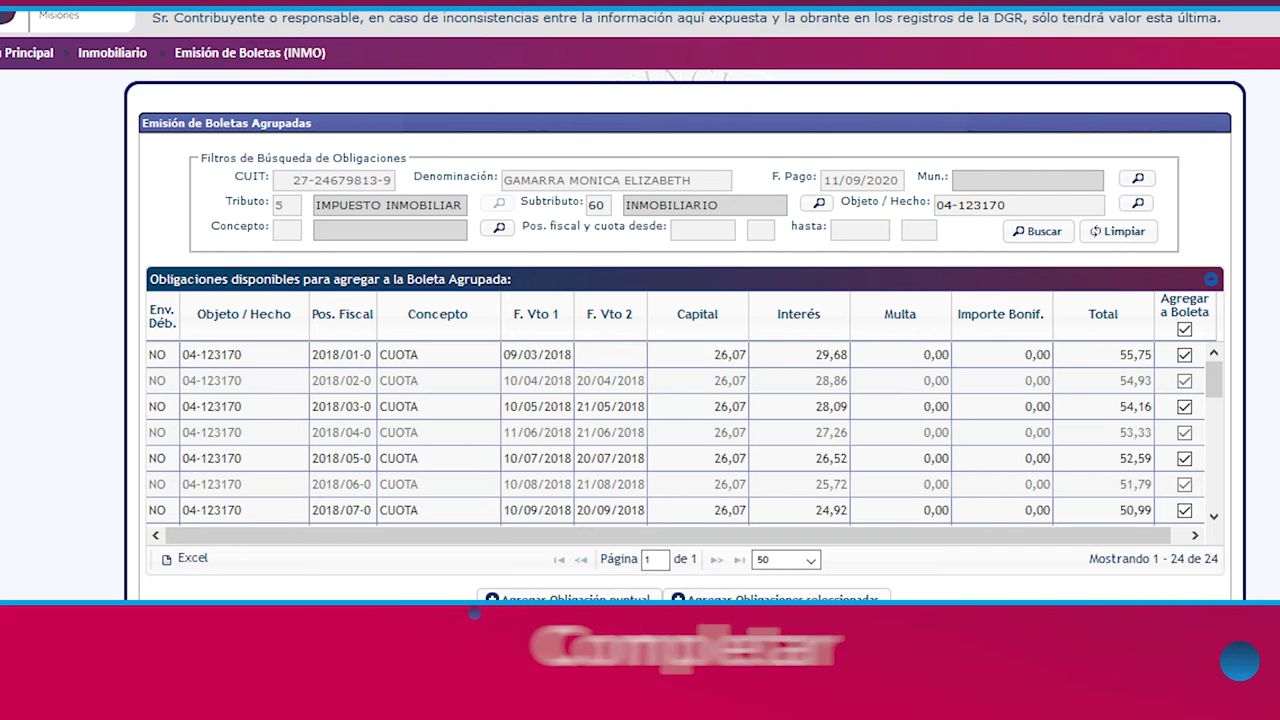 Misiones
Sr. Contribuyente o responsable, en caso de inconsistencias entre la información aquí expuesta y la obrante en los registros de la DGR, sólo tendrá valor esta última.
Principal Inmobiliario Emisión de Boletas (INMO)
Emisión de Boletas Agrupadas
Filtros de Búsqueda de Obligaciones
CUIT: 27-24679813-9 Denominación: GAMARRA MONICA ELIZABETH F. Pago: 11/09/2020 Mun.:
Tributo: 5 IMPUESTO INMOBILIAR Subtributo: 60 INMOBILIARIO Objeto / Hecho: 04-123170
Concepto: Pos. fiscal y cuota desde: hasta: Buscar Limpiar
Obligaciones disponibles para agregar a la Boleta Agrupada:
Env. Déb. Objeto / Hecho Pos. Fiscal Concepto F. Vto 1 F. Vto 2 Capital Interés Multa Importe Bonif. Total Agregar a Boleta
NO 04-123170 2018/01-0 CUOTA 09/03/2018 26,07 29,68 0,00 0,00 55,75
NO 04-123170 2018/02-0 CUOTA 10/04/2018 20/04/2018 26,07 28,86 0,00 0,00 54,93
NO 04-123170 2018/03-0 CUOTA 10/05/2018 21/05/2018 26,07 28,09 0,00 0,00 54,16
NO 04-123170 2018/04-0 CUOTA 11/06/2018 21/06/2018 26,07 27,26 0,00 0,00 53,33
NO 04-123170 2018/05-0 CUOTA 10/07/2018 20/07/2018 26,07 26,52 0,00 0,00 52,59
NO 04-123170 2018/06-0 CUOTA 10/08/2018 21/08/2018 26,07 25,72 0,00 0,00 51,79
NO 04-123170 2018/07-0 CUOTA 10/09/2018 20/09/2018 26,07 24,92 0,00 0,00 50,99
Excel Página 1 de 1 50 Mostrando 1 - 24 de 24
Agregar Obligación puntual Agregar Obligaciones seleccionadas
Completar